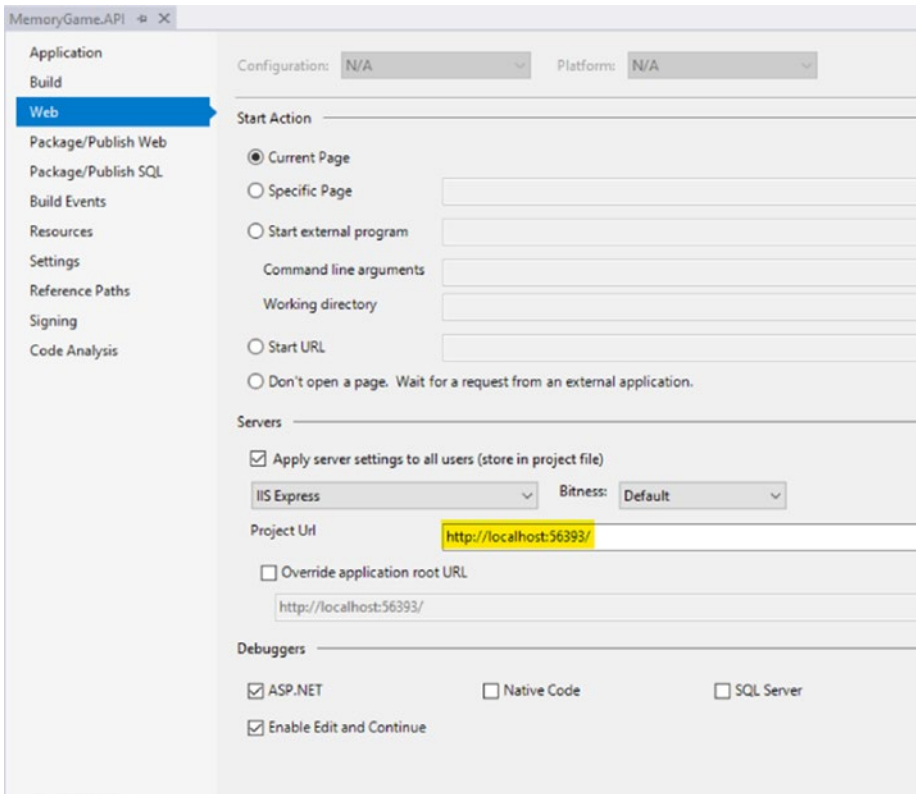 MemoryGame.API
Application
Build
Web
Package/Publish Web
Package/Publish SQL
Build Events
Resources
Settings
Reference Paths
Signing
Code Analysis
Configuration: N/A Platform: N/A
Start Action
Current Page
Specific Page
Start external program
Command line arguments
Working directory
Start URL
Don't open a page. Wait for a request from an external application.
Servers
Apply server settings to all users (store in project file)
IIS Express Bitness: Default
Project Url http://localhost:56393/
Override application root URL
http://localhost:56393/
Debuggers
ASP.NET Native Code SQL Server
Enable Edit and Continue